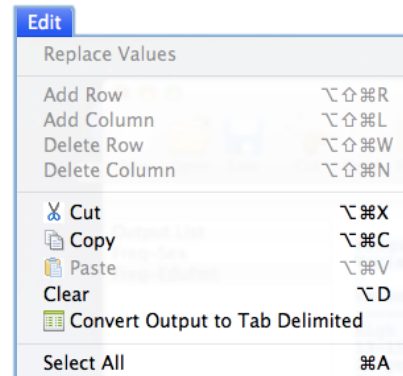 Edit
Replace Values
Add Row ⌥⇧⌘R
Add Column ⌥⇧⌘L
Delete Row ⌥⇧⌘W
Delete Column ⌥⇧⌘N
Cut ⌥⌘X
Copy ⌥⌘C
Paste ⌥⌘V
Clear ⌥D
Convert Output to Tab Delimited
Select All ⌘A